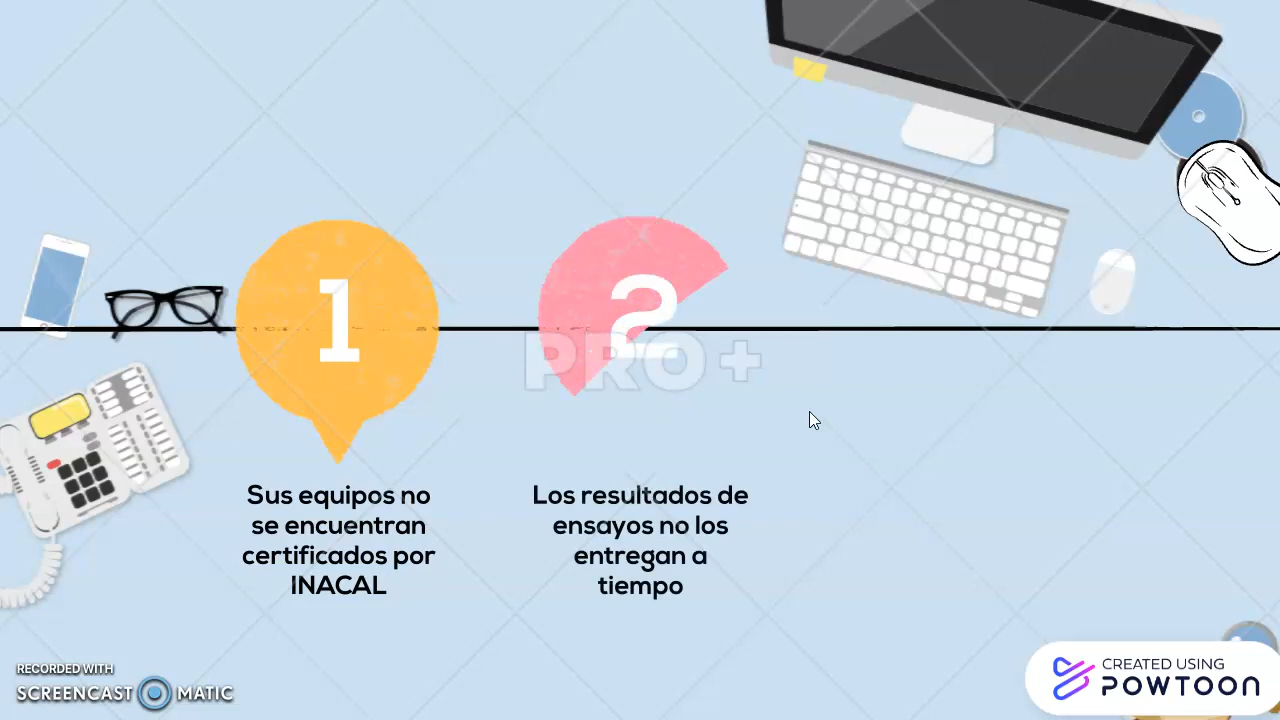 1
2
PRO+
Sus equipos no
se encuentran
certificados por
INACAL
Los resultados de
ensayos no los
entregan a
tiempo
RECORDED WITH
SCREENCAST MATIC
CREATED USING
POWTOON